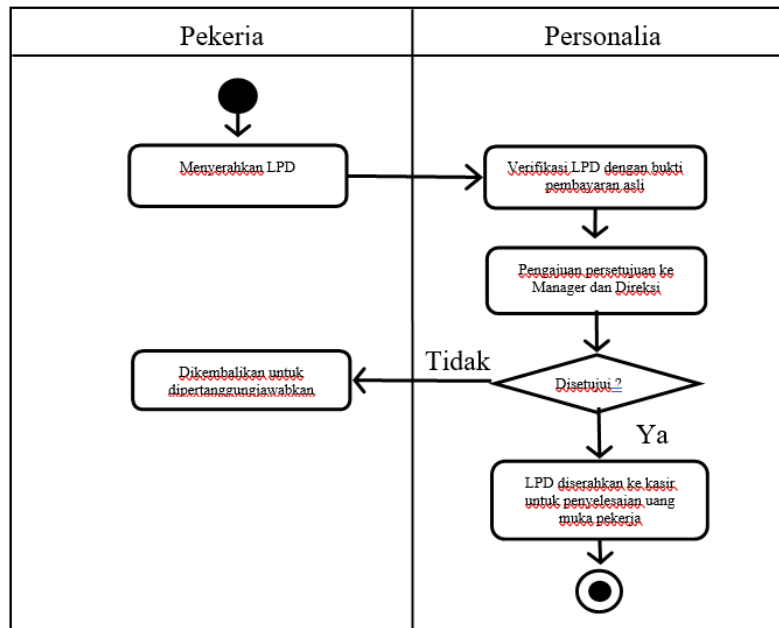 Pekerja
Personalia
Menyerahkan LPD
Verifikasi LPD dengan bukti
pembayaran asli
Pengajuan persetujuan ke
Manager dan Direksi
Dikembalikan untuk
dipertanggungjawabkan
Tidak
Disetujui ?
Ya
LPD diserahkan ke kasir
untuk penyelesaian uang
muka pekerja